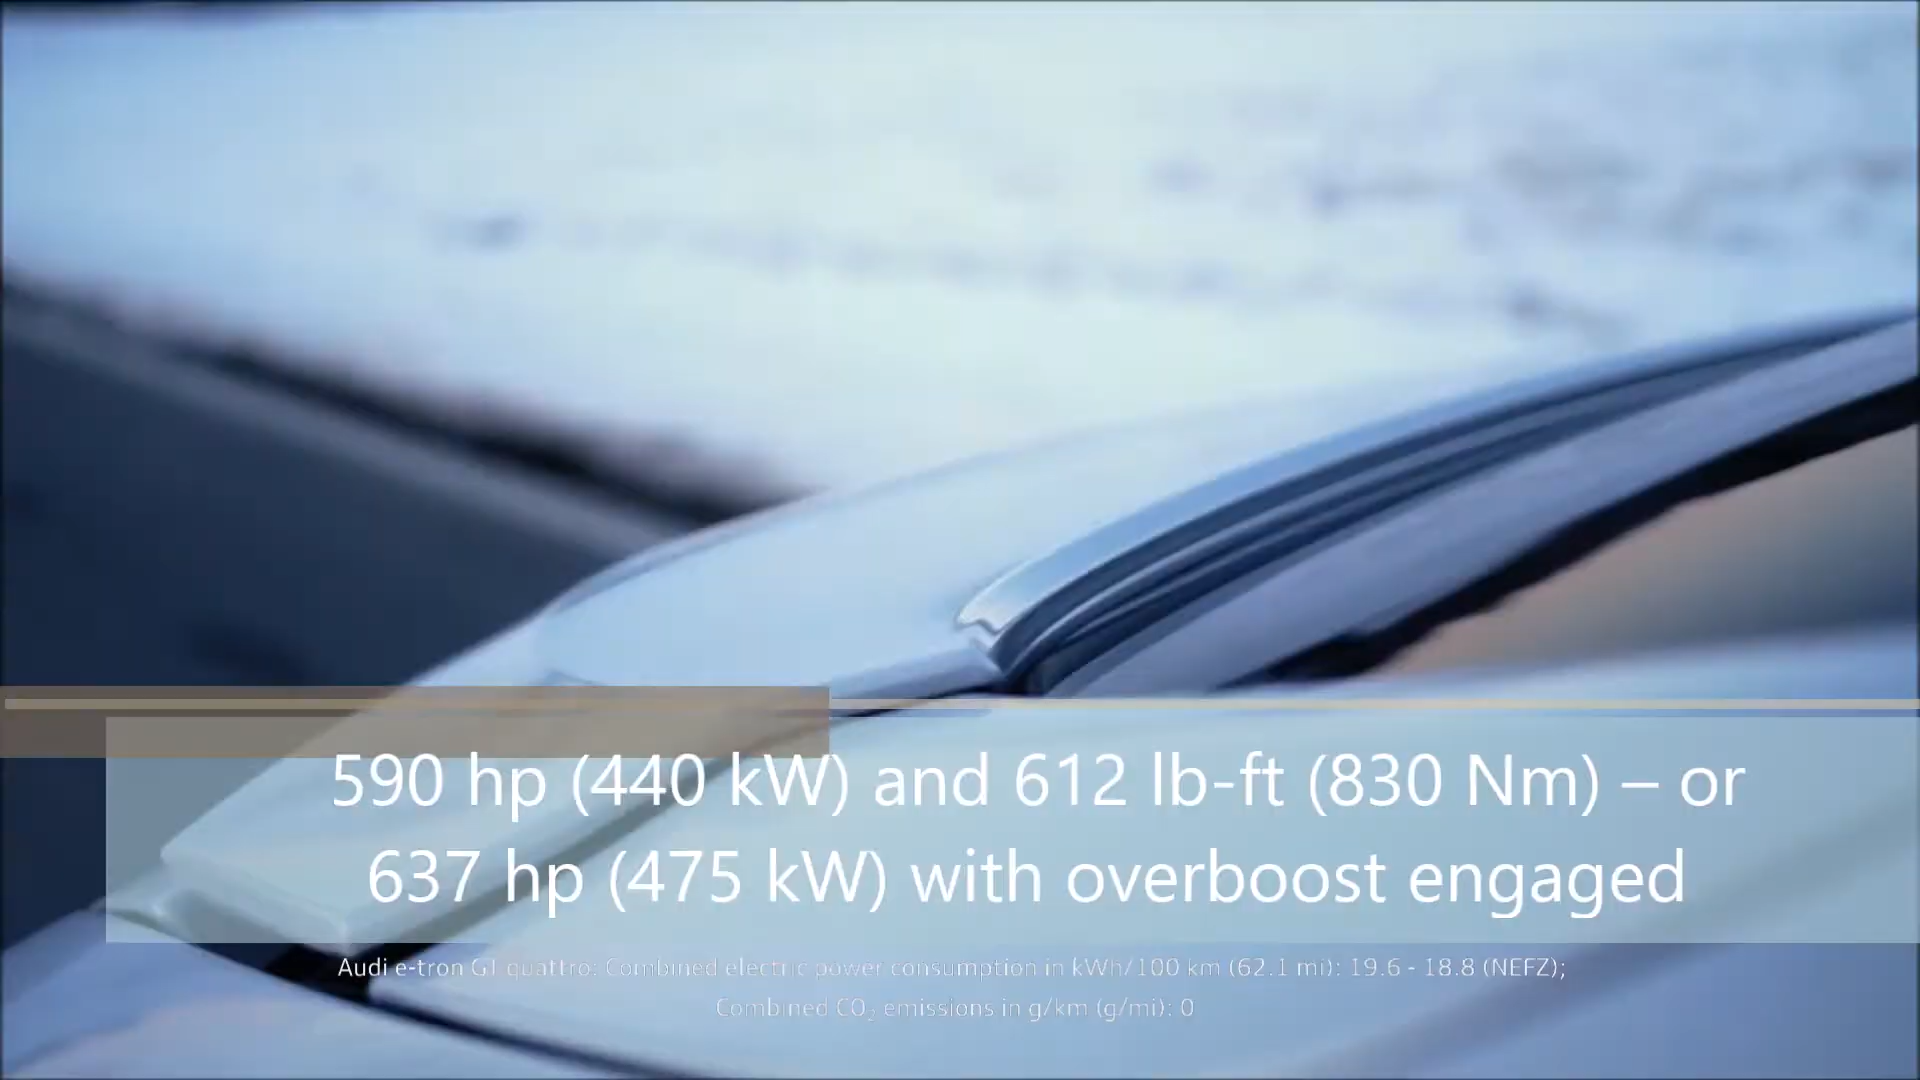 590 hp (440 kW) and 612 lb-ft (830 Nm) – or
637 hp (475 kW) with overboost engaged
Audi e-tron GT quattro: Combined electric power consumption in kWh/100 km (62.1 mi): 19.6 - 18.8 (NEFZ);
Combined CO₂ emissions in g/km (g/mi): 0